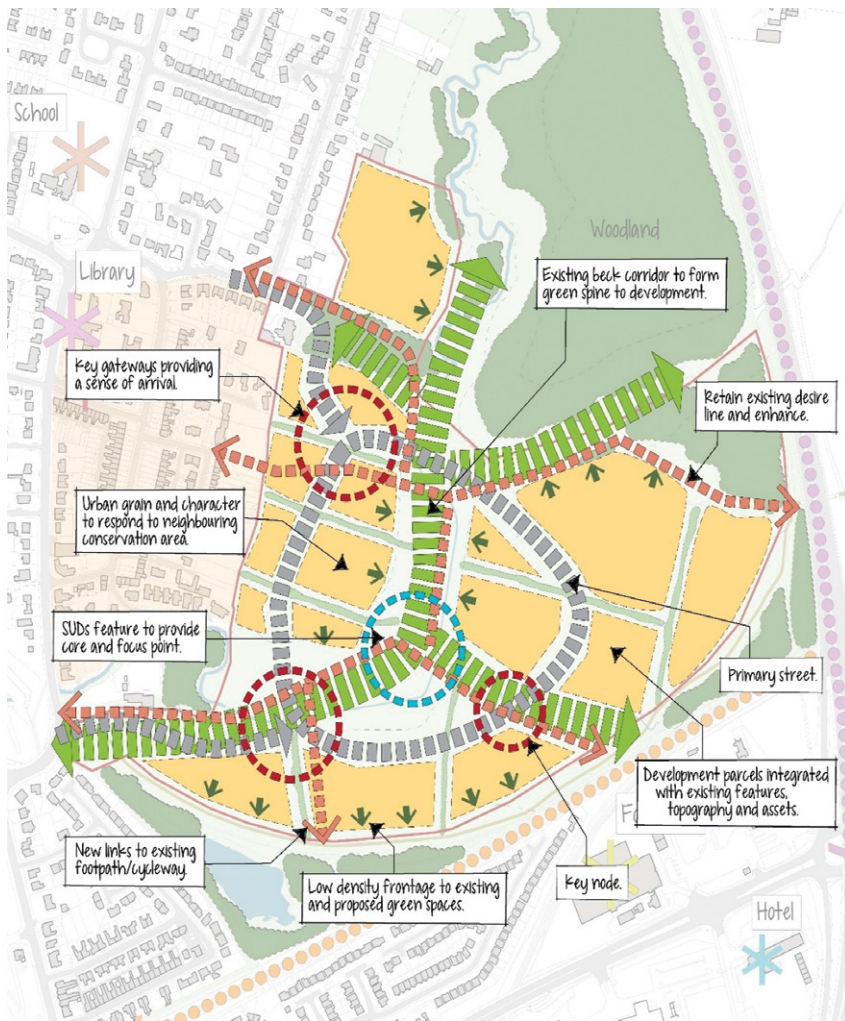 School
Woodland
Library
Existing beck corridor to form
green spine to development.
Key gateways providing
a sense of arrival.
Retain existing desire
line and enhance.
Urban grain and character
to respond to neighbouring
conservation area.
SUDs feature to provide
core and focus point.
Primary street.
Development parcels integrated
with existing features,
topography and assets.
New links to existing
footpath/cycleway.
Low density frontage to existing
and proposed green spaces.
Key node.
Hotel